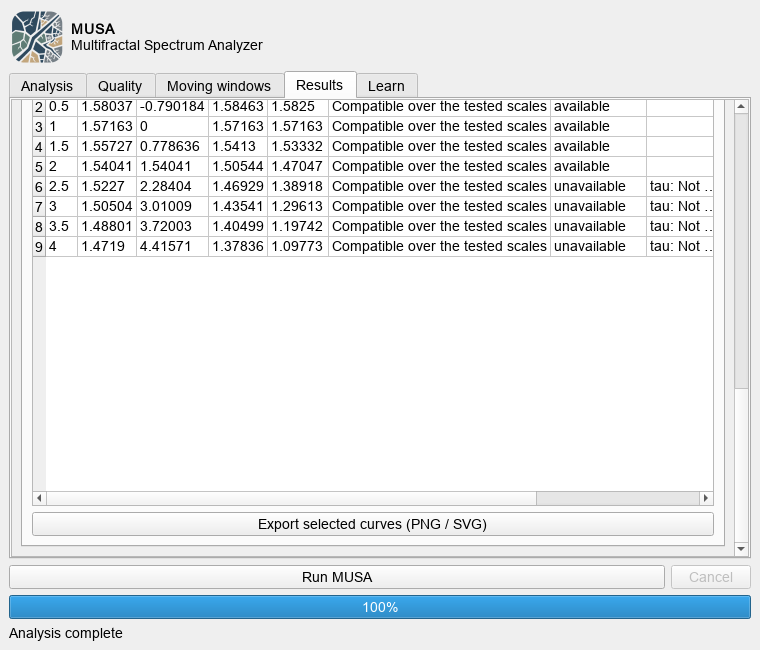 MUSA
Multifractal Spectrum Analyzer
Analysis Quality Moving windows Results Learn
2 0.5 1.58037 -0.790184 1.58463 1.5825 Compatible over the tested scales available
3 1 1.57163 0 1.57163 1.57163 Compatible over the tested scales available
4 1.5 1.55727 0.778636 1.5413 1.53332 Compatible over the tested scales available
5 2 1.54041 1.54041 1.50544 1.47047 Compatible over the tested scales available
6 2.5 1.5227 2.28404 1.46929 1.38918 Compatible over the tested scales unavailable tau: Not ...
7 3 1.50504 3.01009 1.43541 1.29613 Compatible over the tested scales unavailable tau: Not ...
8 3.5 1.48801 3.72003 1.40499 1.19742 Compatible over the tested scales unavailable tau: Not ...
9 4 1.4719 4.41571 1.37836 1.09773 Compatible over the tested scales unavailable tau: Not ...
Export selected curves (PNG / SVG)
Run MUSA Cancel
100%
Analysis complete